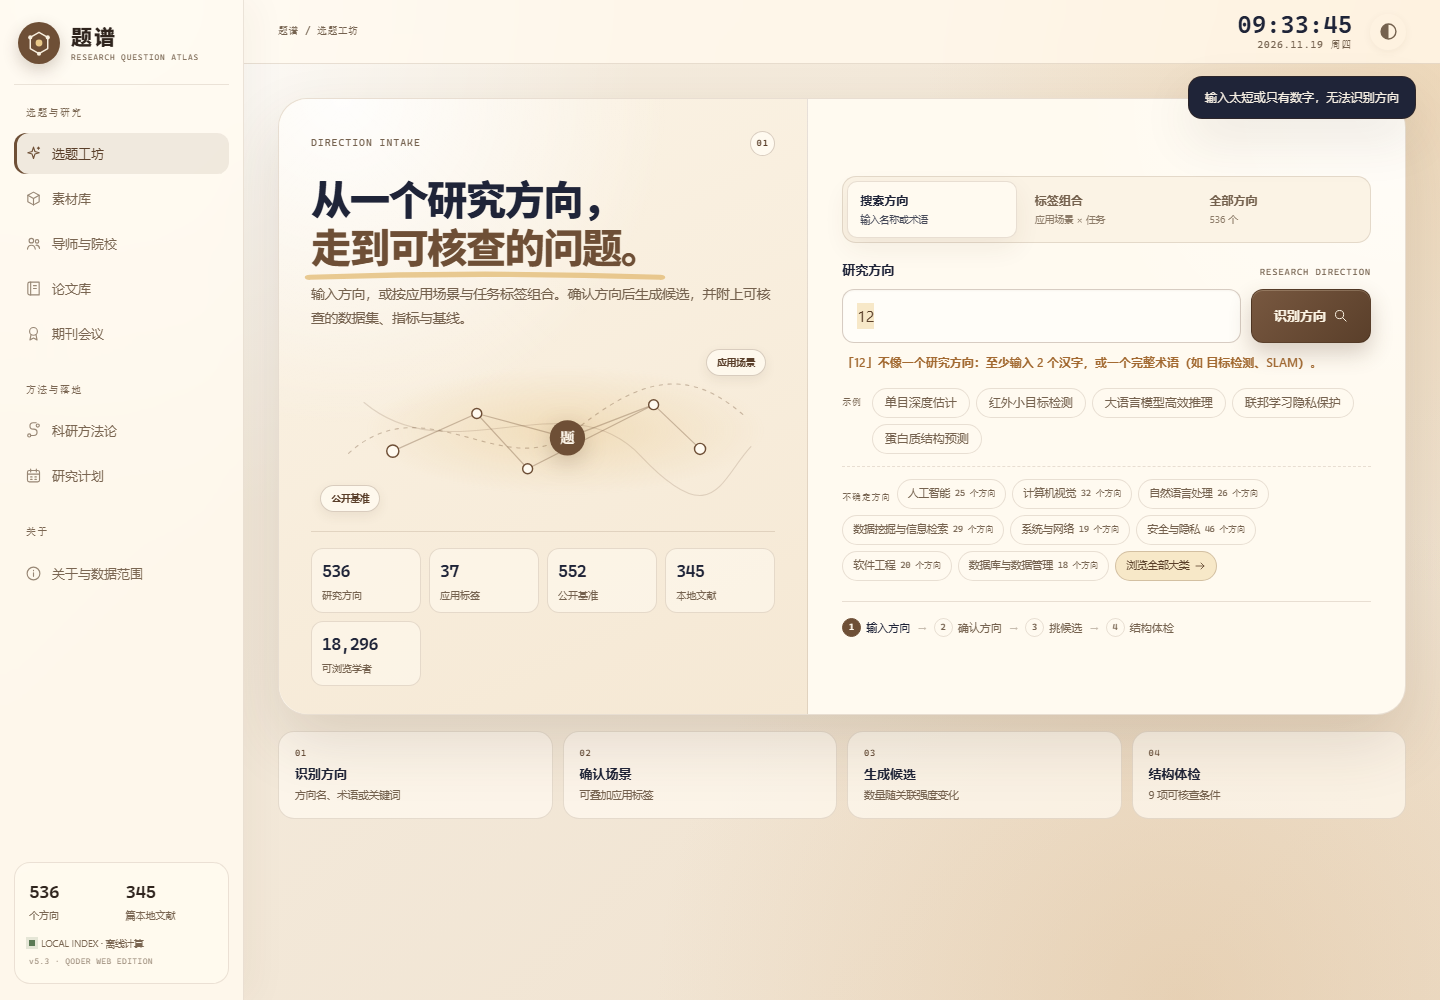 题谱
RESEARCH QUESTION ATLAS
选题与研究
选题工坊
素材库
导师与院校
论文库
期刊会议
方法与落地
科研方法论
研究计划
关于
关于与数据范围
536
个方向
345
篇本地文献
LOCAL INDEX · 离线计算
v5.3 · QODER WEB EDITION
题谱 / 选题工坊
09:33:45
2026.11.19 周四
输入太短或只有数字，无法识别方向
DIRECTION INTAKE
01
从一个研究方向，
走到可核查的问题。
输入方向，或按应用场景与任务标签组合。确认方向后生成候选，并附上可核
查的数据集、指标与基线。
应用场景
题
公开基准
536
研究方向
37
应用标签
552
公开基准
345
本地文献
18,296
可浏览学者
搜索方向
输入名称或术语
标签组合
应用场景 × 任务
全部方向
536 个
研究方向
RESEARCH DIRECTION
12
识别方向
「12」不像一个研究方向：至少输入 2 个汉字，或一个完整术语（如 目标检测、SLAM）。
示例
单目深度估计
红外小目标检测
大语言模型高效推理
联邦学习隐私保护
蛋白质结构预测
不确定方向
人工智能 25 个方向
计算机视觉 32 个方向
自然语言处理 26 个方向
数据挖掘与信息检索 29 个方向
系统与网络 19 个方向
安全与隐私 46 个方向
软件工程 20 个方向
数据库与数据管理 18 个方向
浏览全部大类 →
1 输入方向 → 2 确认方向 → 3 挑候选 → 4 结构体检
01
识别方向
方向名、术语或关键词
02
确认场景
可叠加应用标签
03
生成候选
数量随关联强度变化
04
结构体检
9 项可核查条件